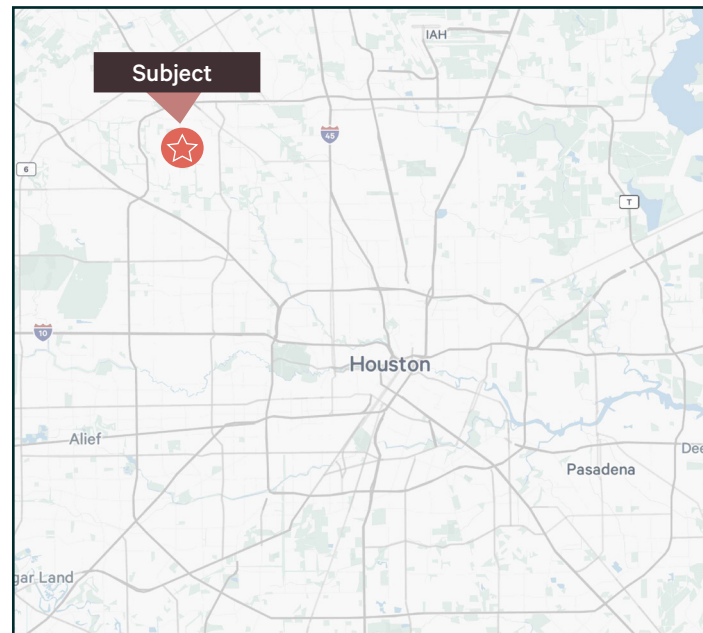 IAH
Subject
45
6
T
10
Houston
Alief
Pasadena
Dee
gar Land